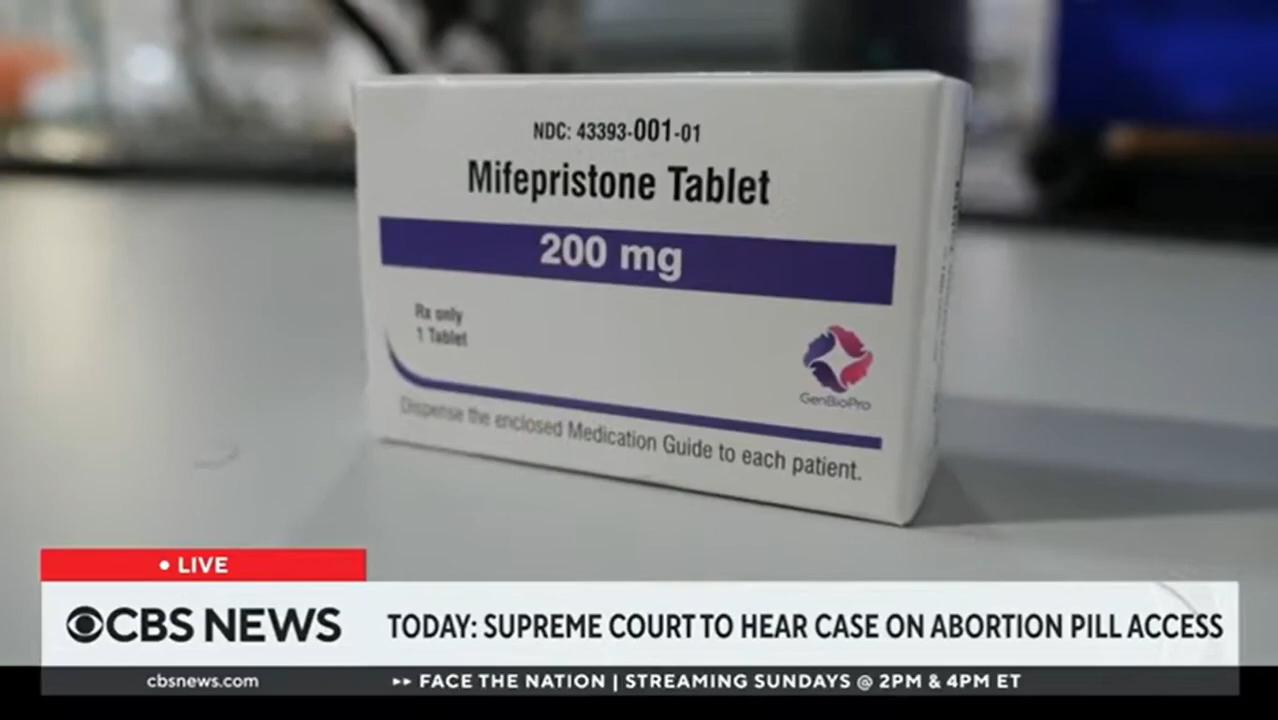 NDC: 43393-001-01
Mifepristone Tablet
200 mg
Rx only
1 Tablet
GenBioPro
Dispense the enclosed Medication Guide to each patient.
• LIVE
CBS NEWS
TODAY: SUPREME COURT TO HEAR CASE ON ABORTION PILL ACCESS
cbsnews.com
FACE THE NATION | STREAMING SUNDAYS @ 2PM & 4PM ET